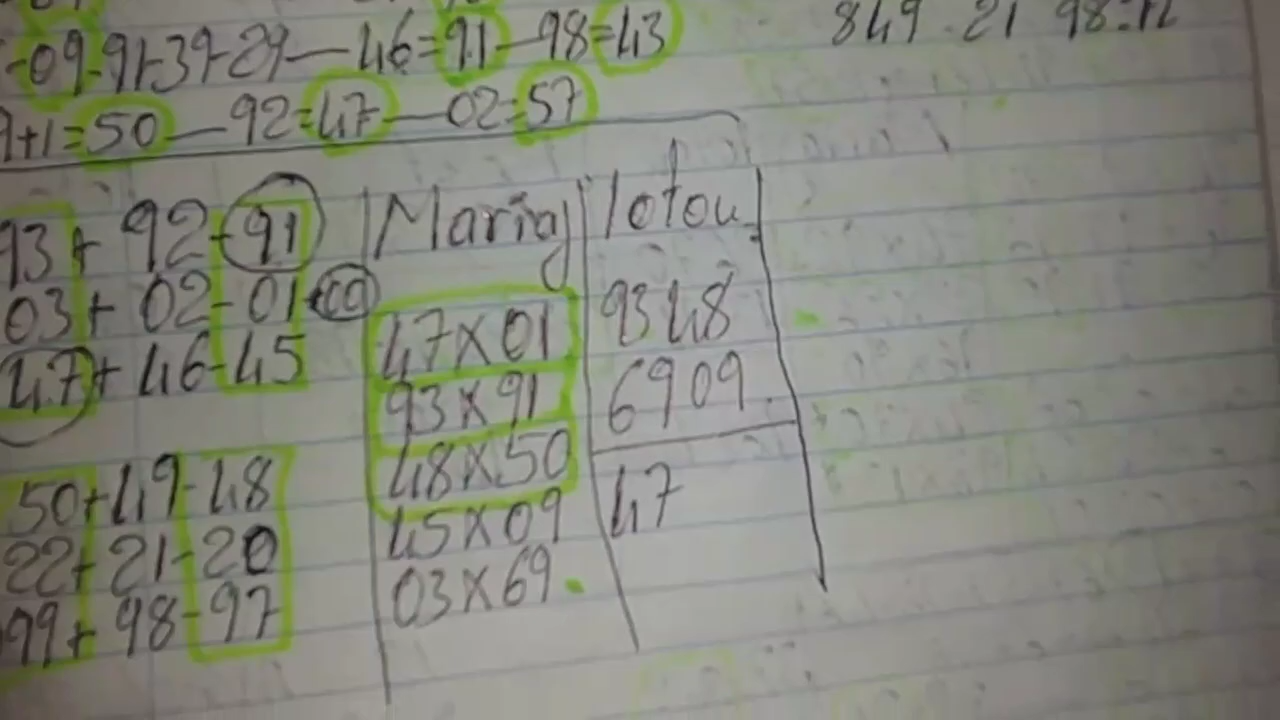 -09-91-39-29-46=91-98=43
849 21 98:12
9+1=50-92=47-02=57
93+92-91
03+02-01+00
47+46-45
50+49-48
22+21-20
99+98-97
Mariaj
47X01
93X91
48X50
45X09
03X69
lotou
9348
6909
47